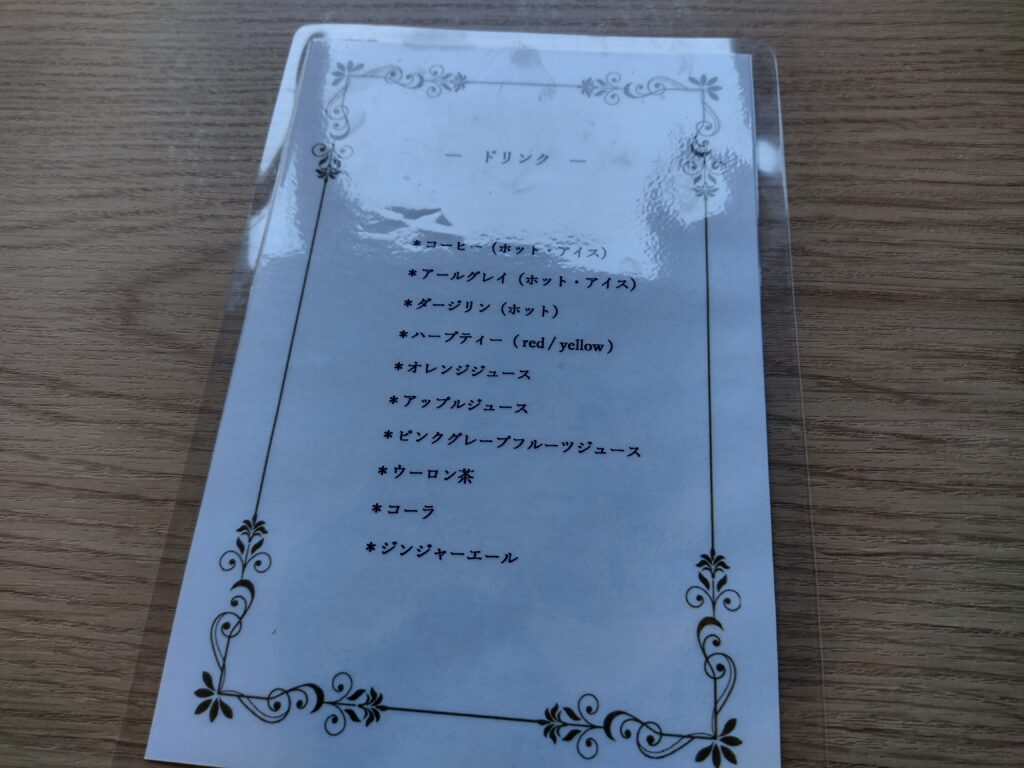 ― ドリンク ―
＊コーヒー（ホット・アイス）
＊アールグレイ（ホット・アイス）
＊ダージリン（ホット）
＊ハーブティー（red / yellow）
＊オレンジジュース
＊アップルジュース
＊ピンクグレープフルーツジュース
＊ウーロン茶
＊コーラ
＊ジンジャーエール